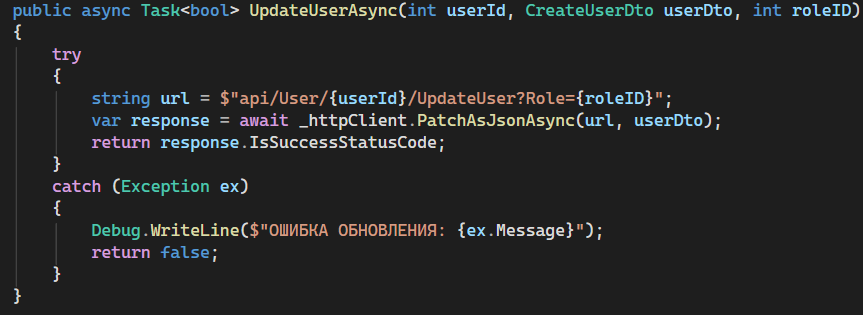 public async Task<bool> UpdateUserAsync(int userId, CreateUserDto userDto, int roleID)
{
try
{
string url = $"api/User/{userId}/UpdateUser?Role={roleID}";
var response = await _httpClient.PatchAsJsonAsync(url, userDto);
return response.IsSuccessStatusCode;
}
catch (Exception ex)
{
Debug.WriteLine($"ОШИБКА ОБНОВЛЕНИЯ: {ex.Message}");
return false;
}
}